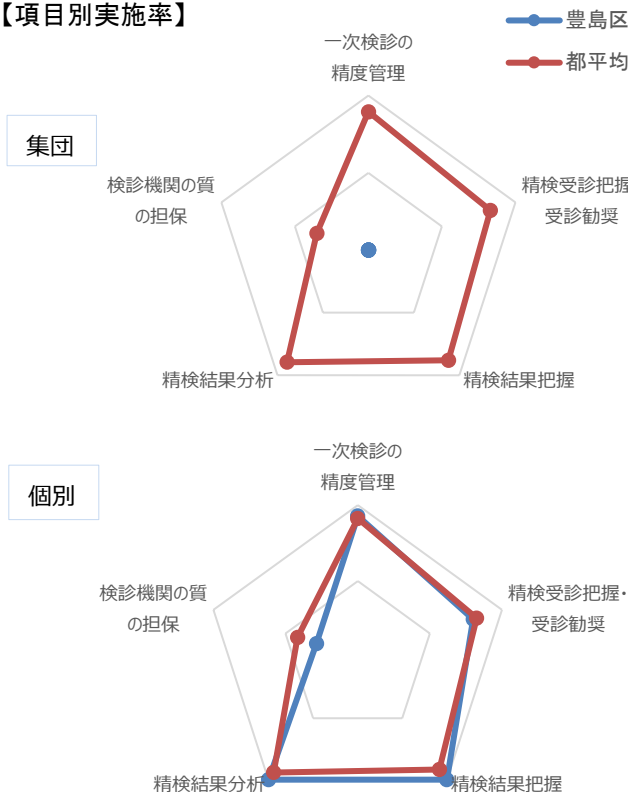 【項目別実施率】
豊島区
都平均
集団
一次検診の
精度管理
精検受診把握
受診勧奨
検診機関の質
の担保
精検結果分析
精検結果把握
個別
一次検診の
精度管理
精検受診把握・
受診勧奨
検診機関の質
の担保
精検結果分析
精検結果把握